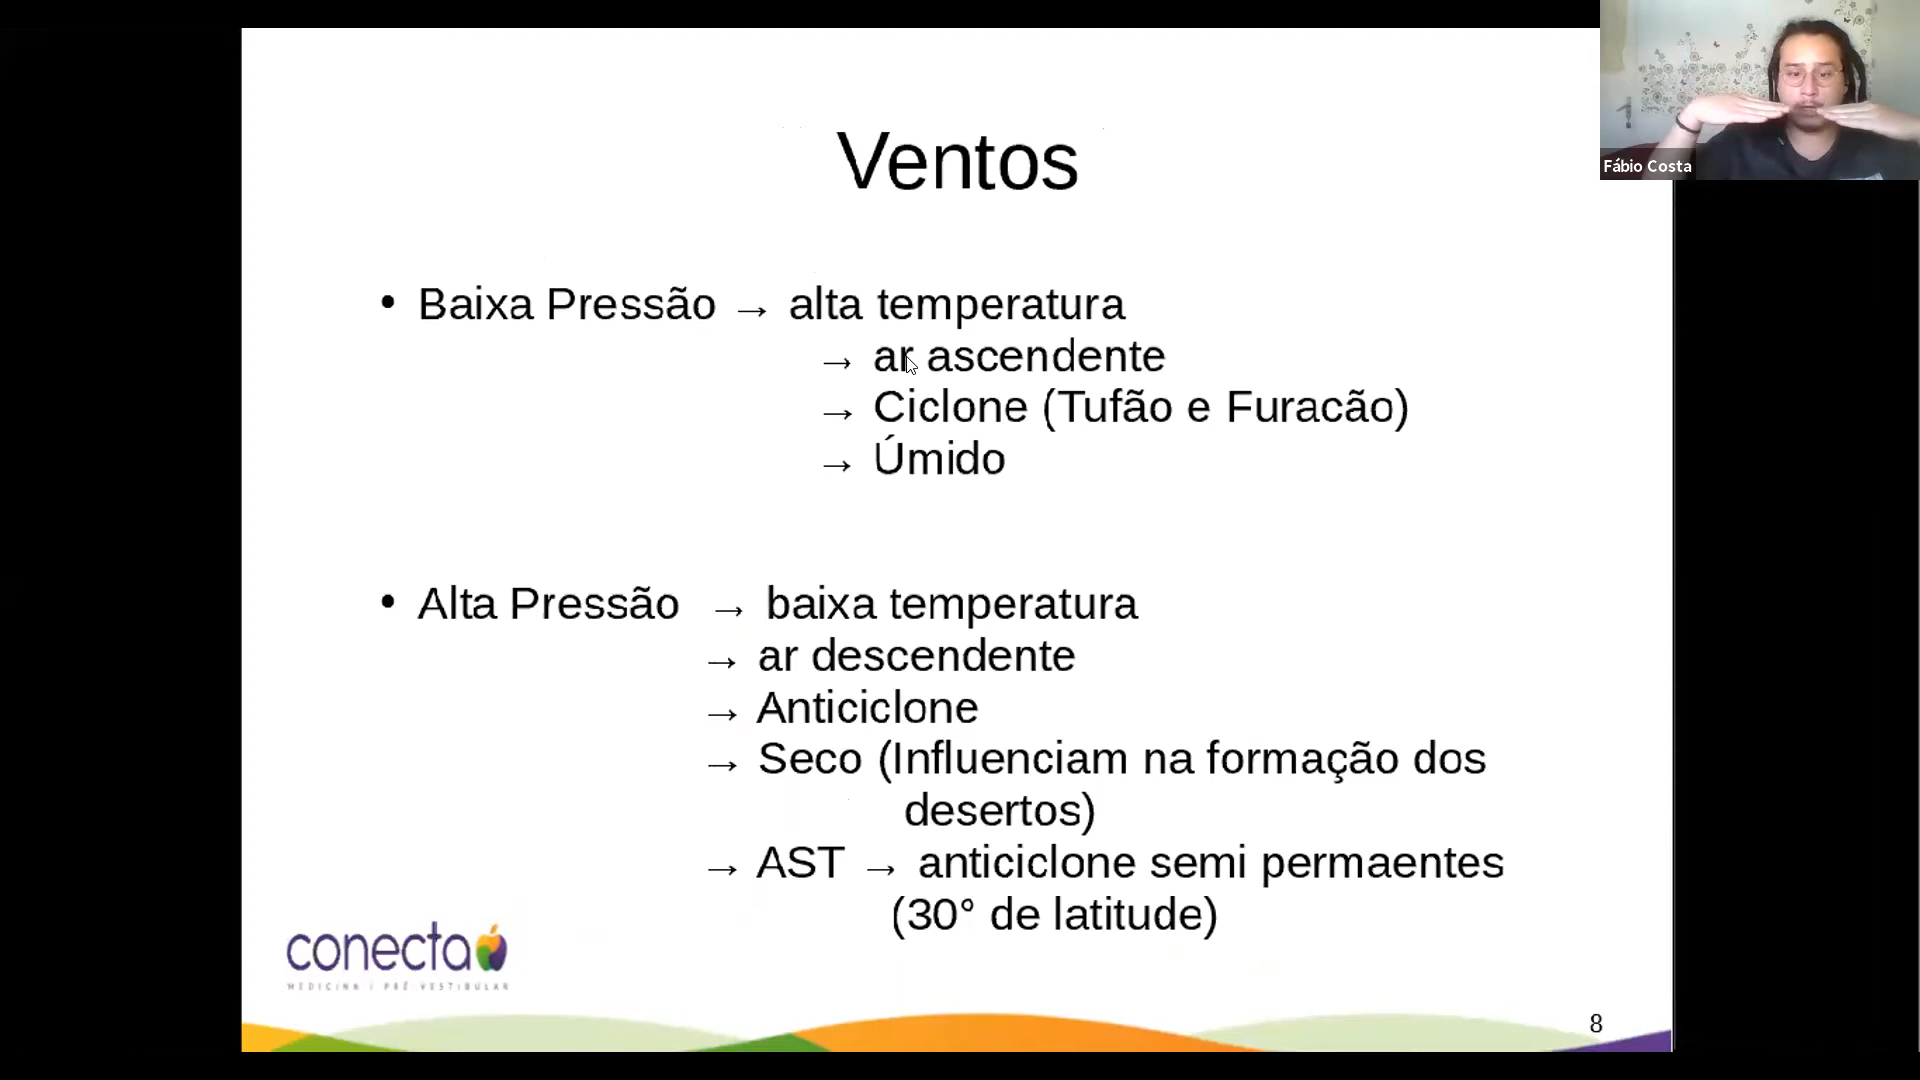 Ventos
• Baixa Pressão → alta temperatura
→ ar ascendente
→ Ciclone (Tufão e Furacão)
→ Úmido
• Alta Pressão → baixa temperatura
→ ar descendente
→ Anticiclone
→ Seco (Influenciam na formação dos
desertos)
→ AST → anticiclone semi permaentes
(30° de latitude)
conecta
MEDICINA | PRÉ-VESTIBULAR
8
Fábio Costa